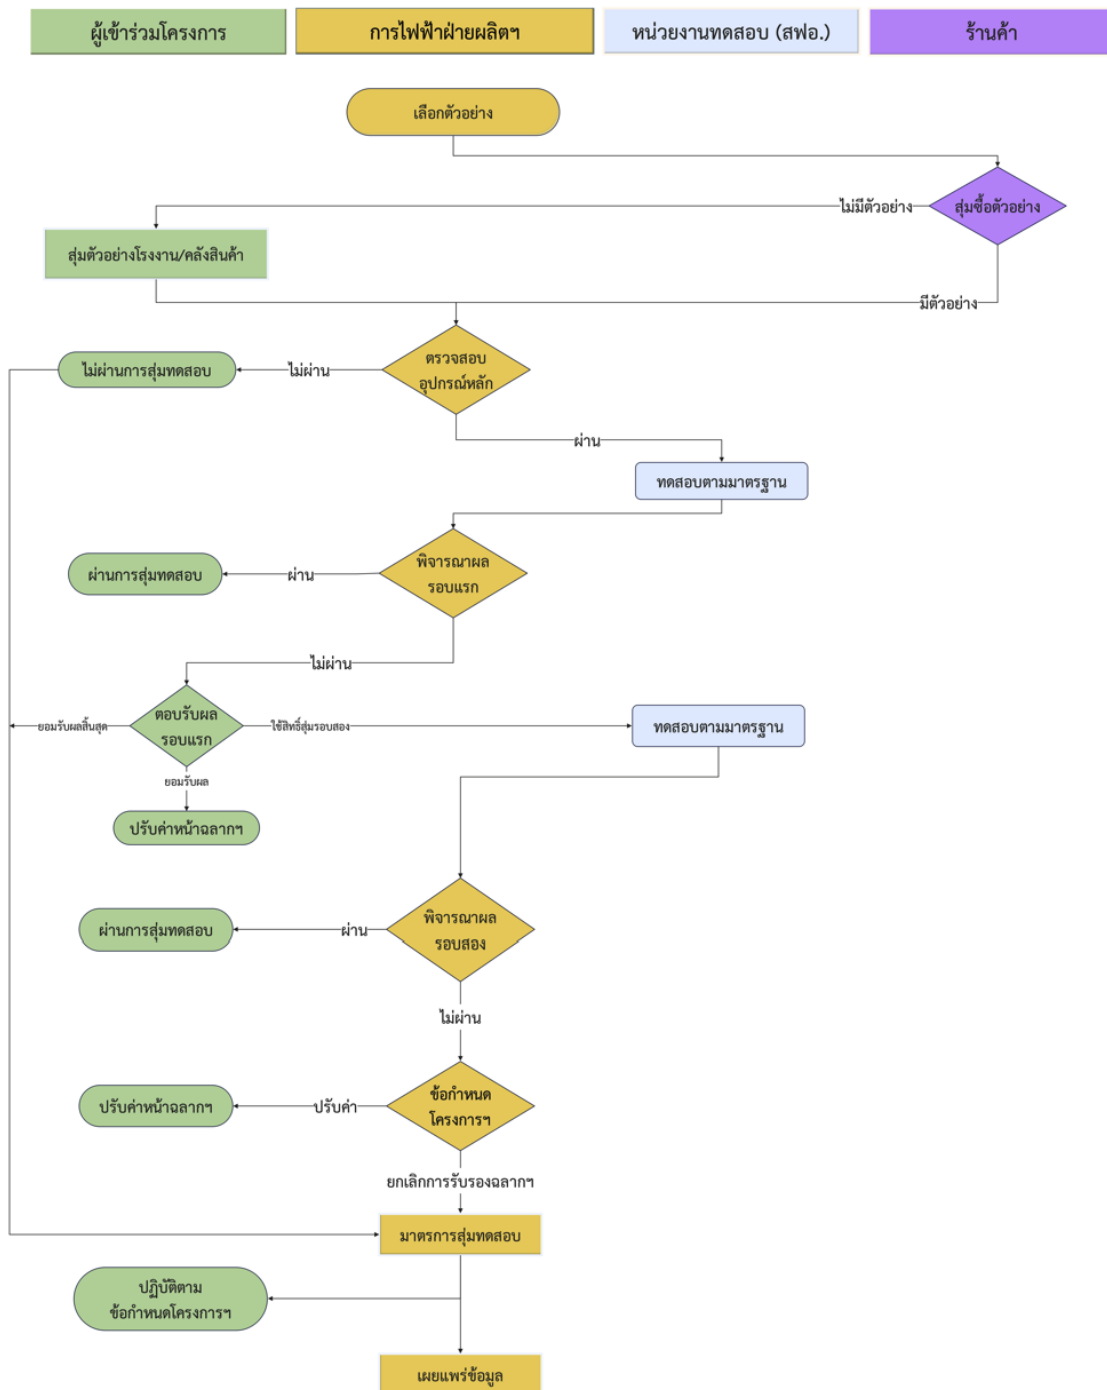 ผู้เข้าร่วมโครงการ
การไฟฟ้าฝ่ายผลิตฯ
หน่วยงานทดสอบ (สฟอ.)
ร้านค้า
เลือกตัวอย่าง
สุ่มซื้อตัวอย่าง
ไม่มีตัวอย่าง
สุ่มตัวอย่างโรงงาน/คลังสินค้า
มีตัวอย่าง
ตรวจสอบ
อุปกรณ์หลัก
ไม่ผ่าน
ไม่ผ่านการสุ่มทดสอบ
ผ่าน
ทดสอบตามมาตรฐาน
พิจารณาผล
รอบแรก
ผ่าน
ผ่านการสุ่มทดสอบ
ไม่ผ่าน
ตอบรับผล
รอบแรก
ยอมรับผลสิ้นสุด
ใช้สิทธิ์สุ่มรอบสอง
ทดสอบตามมาตรฐาน
ยอมรับผล
ปรับค่าหน้าฉลากฯ
พิจารณาผล
รอบสอง
ผ่าน
ผ่านการสุ่มทดสอบ
ไม่ผ่าน
ข้อกำหนด
โครงการฯ
ปรับค่า
ปรับค่าหน้าฉลากฯ
ยกเลิกการรับรองฉลากฯ
มาตรการสุ่มทดสอบ
ปฏิบัติตาม
ข้อกำหนดโครงการฯ
เผยแพร่ข้อมูล